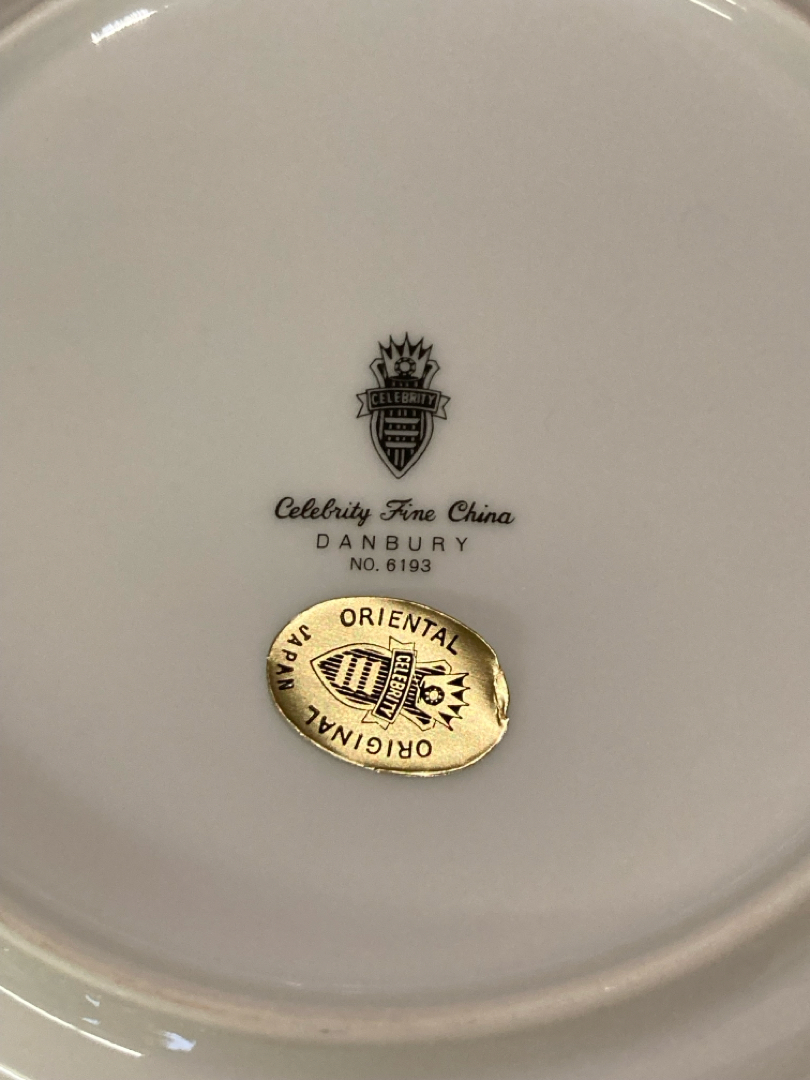 CELEBRITY
Celebrity Fine China
DANBURY
NO. 6193
ORIENTAL
JAPAN
CELEBRITY
ORIGINAL